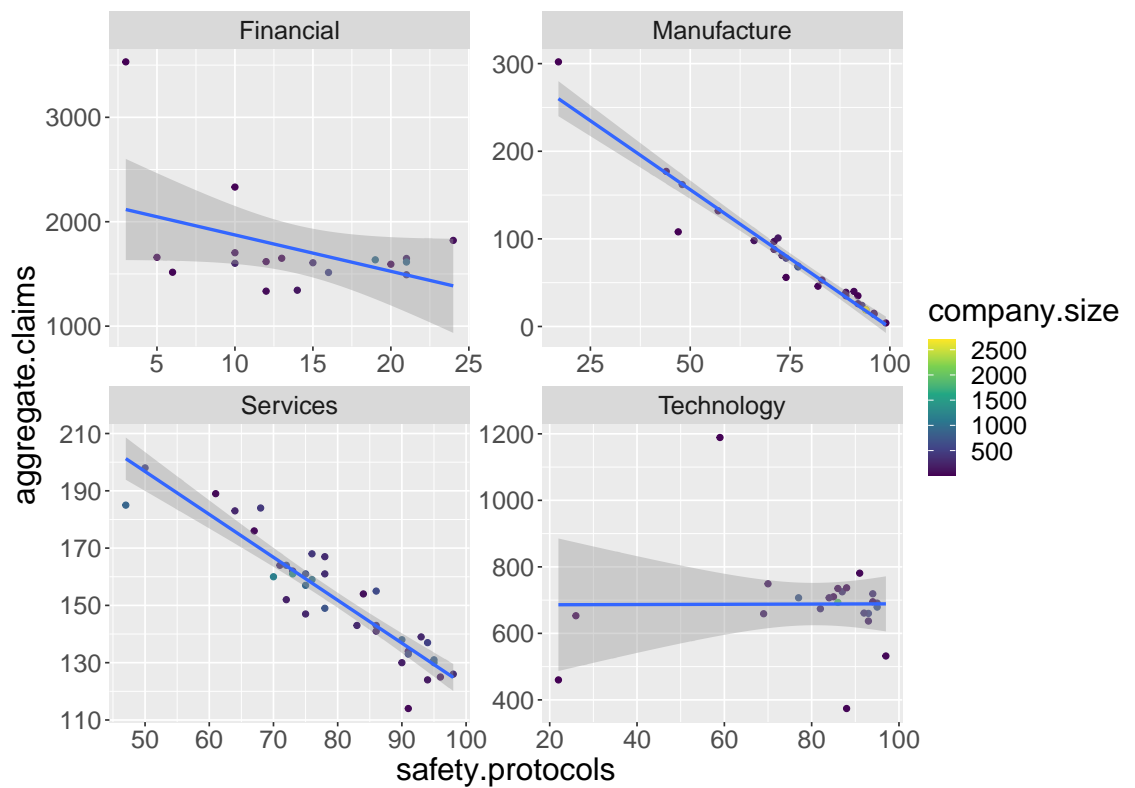 Financial
Manufacture
3000
2000
1000
5 10 15 20 25
300
200
100
0
25 50 75 100
Services
Technology
210
190
170
150
130
110
50 60 70 80 90 100
1200
1000
800
600
400
20 40 60 80 100
aggregate.claims
safety.protocols
company.size
2500
2000
1500
1000
500